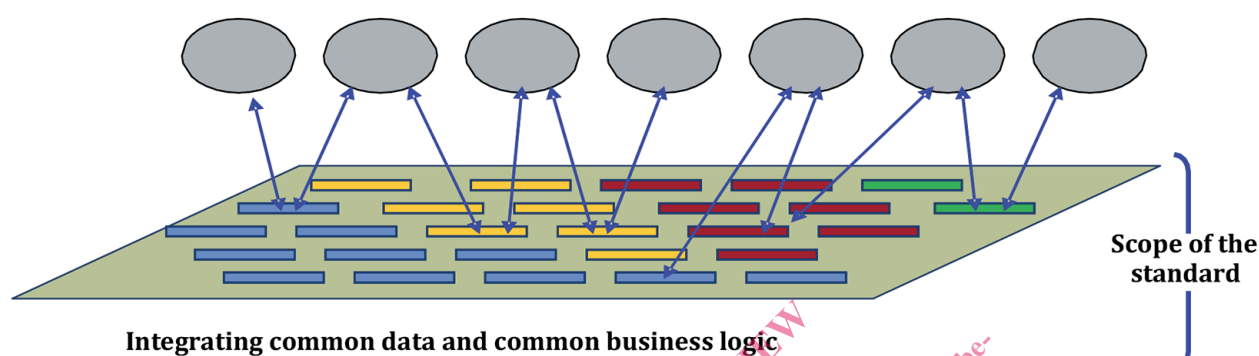 Scope of the
standard
Integrating common data and common business logic